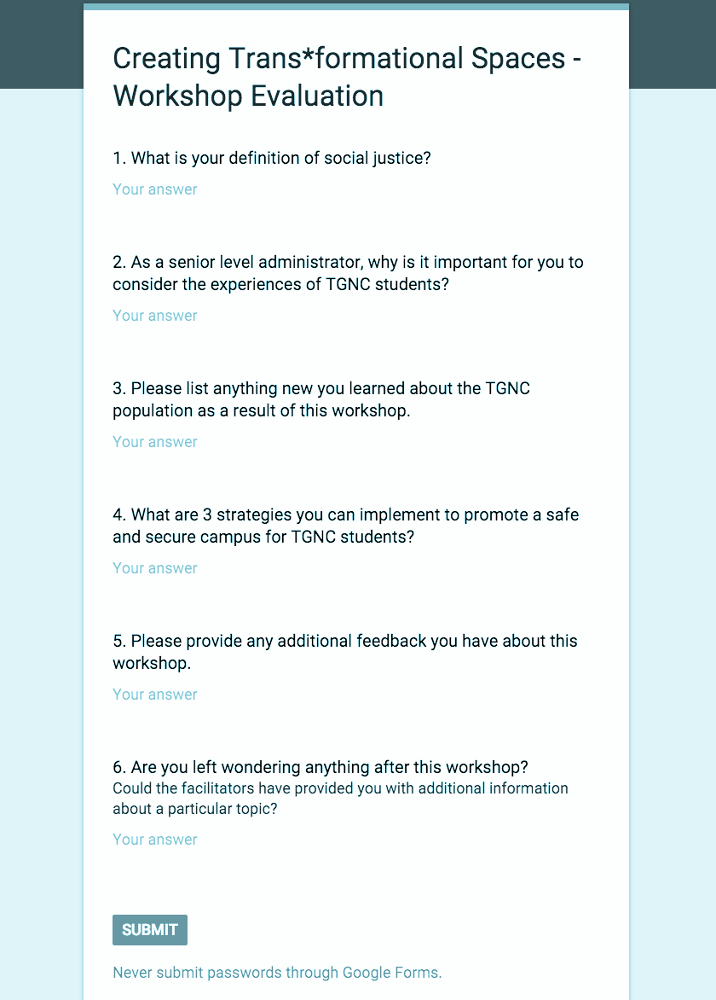 Creating Trans*formational Spaces -
Workshop Evaluation
1. What is your definition of social justice?
Your answer
2. As a senior level administrator, why is it important for you to
consider the experiences of TGNC students?
Your answer
3. Please list anything new you learned about the TGNC
population as a result of this workshop.
Your answer
4. What are 3 strategies you can implement to promote a safe
and secure campus for TGNC students?
Your answer
5. Please provide any additional feedback you have about this
workshop.
Your answer
6. Are you left wondering anything after this workshop?
Could the facilitators have provided you with additional information
about a particular topic?
Your answer
SUBMIT
Never submit passwords through Google Forms.